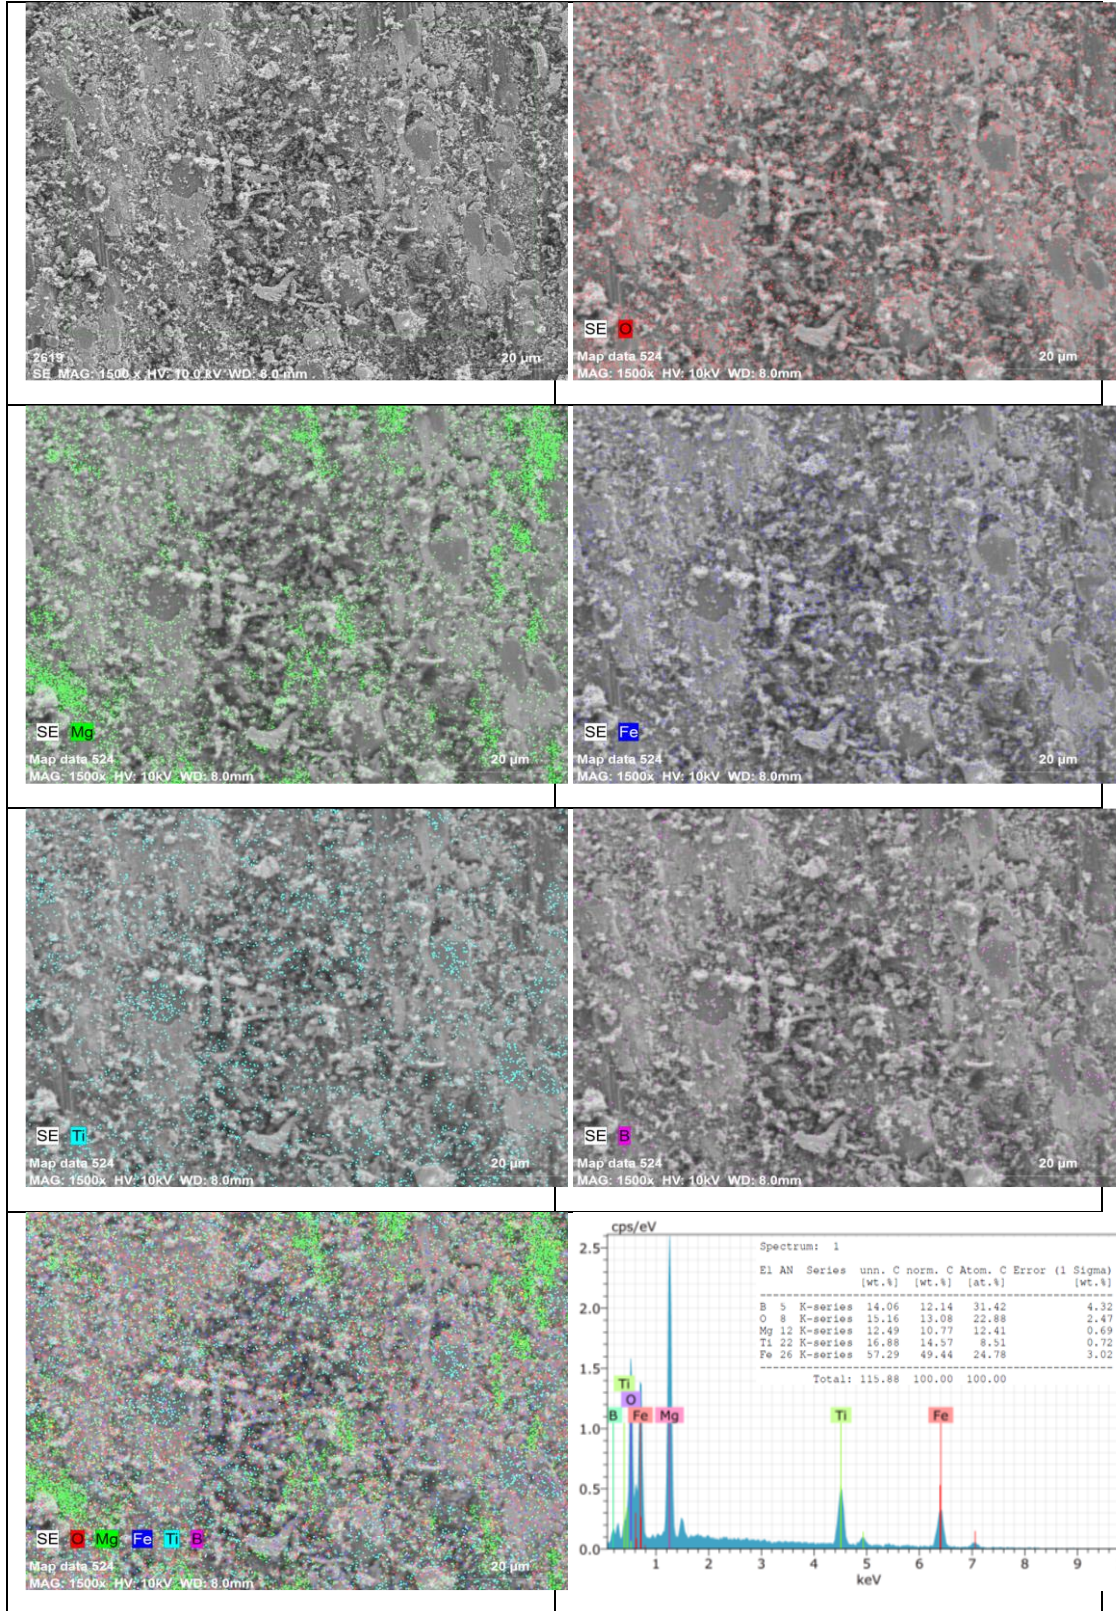 2619
SE MAG: 1500 x HV: 10.0 kV WD: 8.0 mm
20 µm
SE O
Map data 524
MAG: 1500x HV: 10kV WD: 8.0mm
20 µm
SE Mg
Map data 524
MAG: 1500x HV: 10kV WD: 8.0mm
20 µm
SE Fe
Map data 524
MAG: 1500x HV: 10kV WD: 8.0mm
20 µm
SE Ti
Map data 524
MAG: 1500x HV: 10kV WD: 8.0mm
20 µm
SE B
Map data 524
MAG: 1500x HV: 10kV WD: 8.0mm
20 µm
SE O Mg Fe Ti B
Map data 524
MAG: 1500x HV: 10kV WD: 8.0mm
20 µm
cps/eV
Spectrum: 1
El AN Series unn. C norm. C Atom. C Error (1 Sigma)
[wt.%] [wt.%] [at.%] [wt.%]
B 5 K-series 14.06 12.14 31.42 4.32
O 8 K-series 15.16 13.08 22.88 2.47
Mg 12 K-series 12.49 10.77 12.41 0.69
Ti 22 K-series 16.88 14.57 8.51 0.72
Fe 26 K-series 57.29 49.44 24.78 3.02
Total: 115.88 100.00 100.00
2.5
2.0
1.5
1.0
0.5
0.0
Ti
O
B Fe Mg Ti Fe
1 2 3 4 5 6 7 8 9
keV